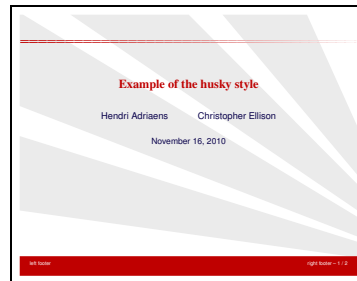 Example of the husky style
Hendri Adriaens Christopher Ellison
November 16, 2010
left footer right footer – 1 / 2